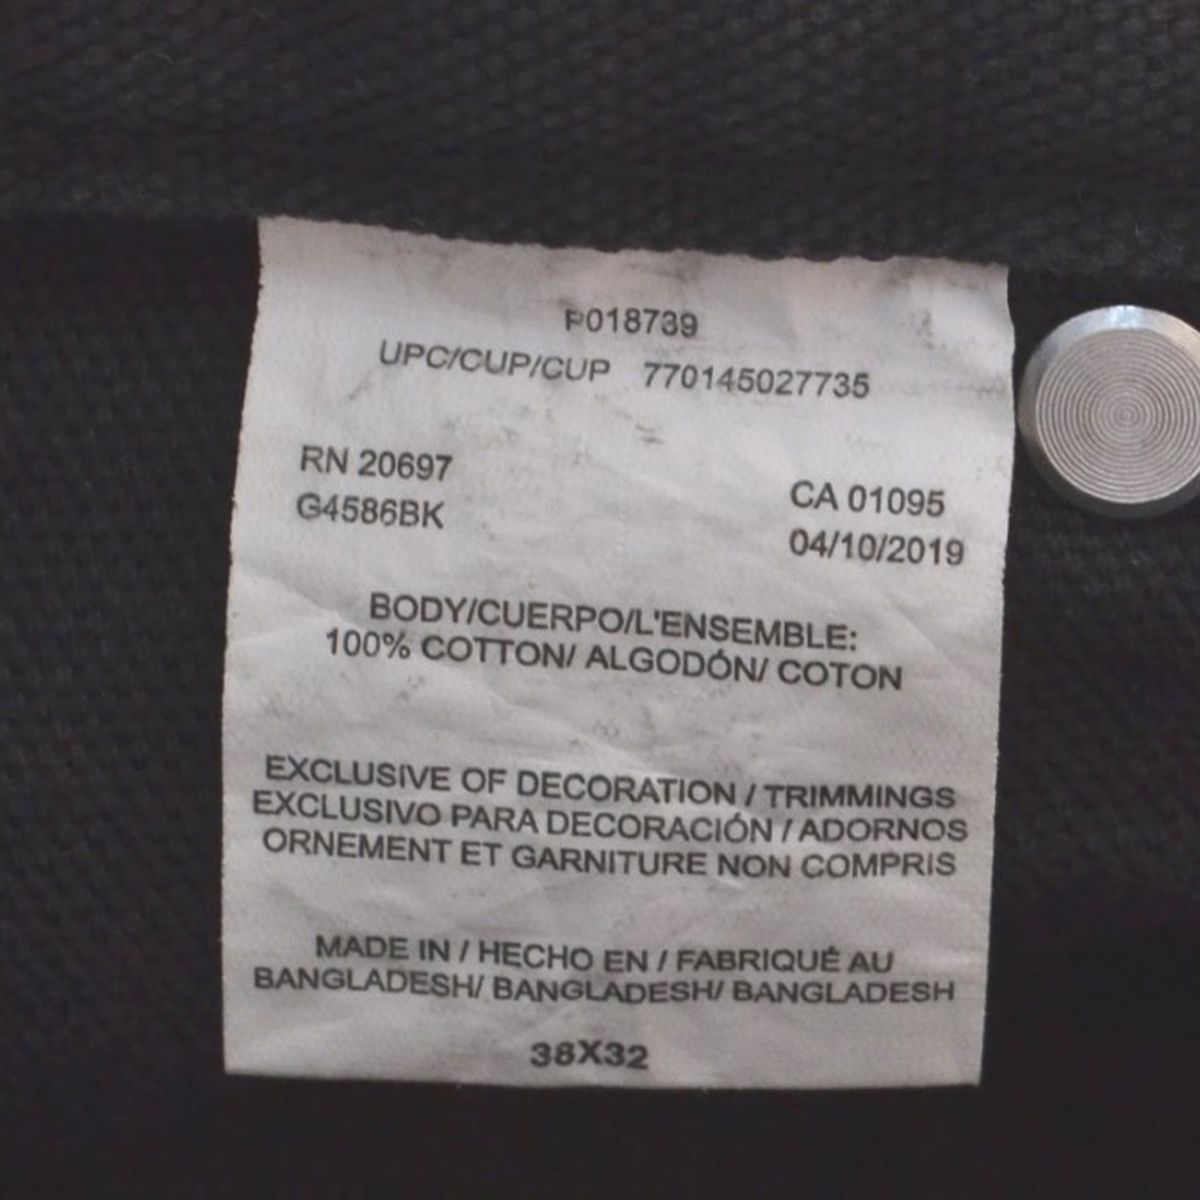 P018739
UPC/CUP/CUP 770145027735
RN 20697
CA 01095
G4586BK
04/10/2019
BODY/CUERPO/L'ENSEMBLE:
100% COTTON/ ALGODÓN/ COTON
EXCLUSIVE OF DECORATION / TRIMMINGS
EXCLUSIVO PARA DECORACIÓN / ADORNOS
ORNEMENT ET GARNITURE NON COMPRIS
MADE IN / HECHO EN / FABRIQUÉ AU
BANGLADESH/ BANGLADESH/ BANGLADESH
38X32